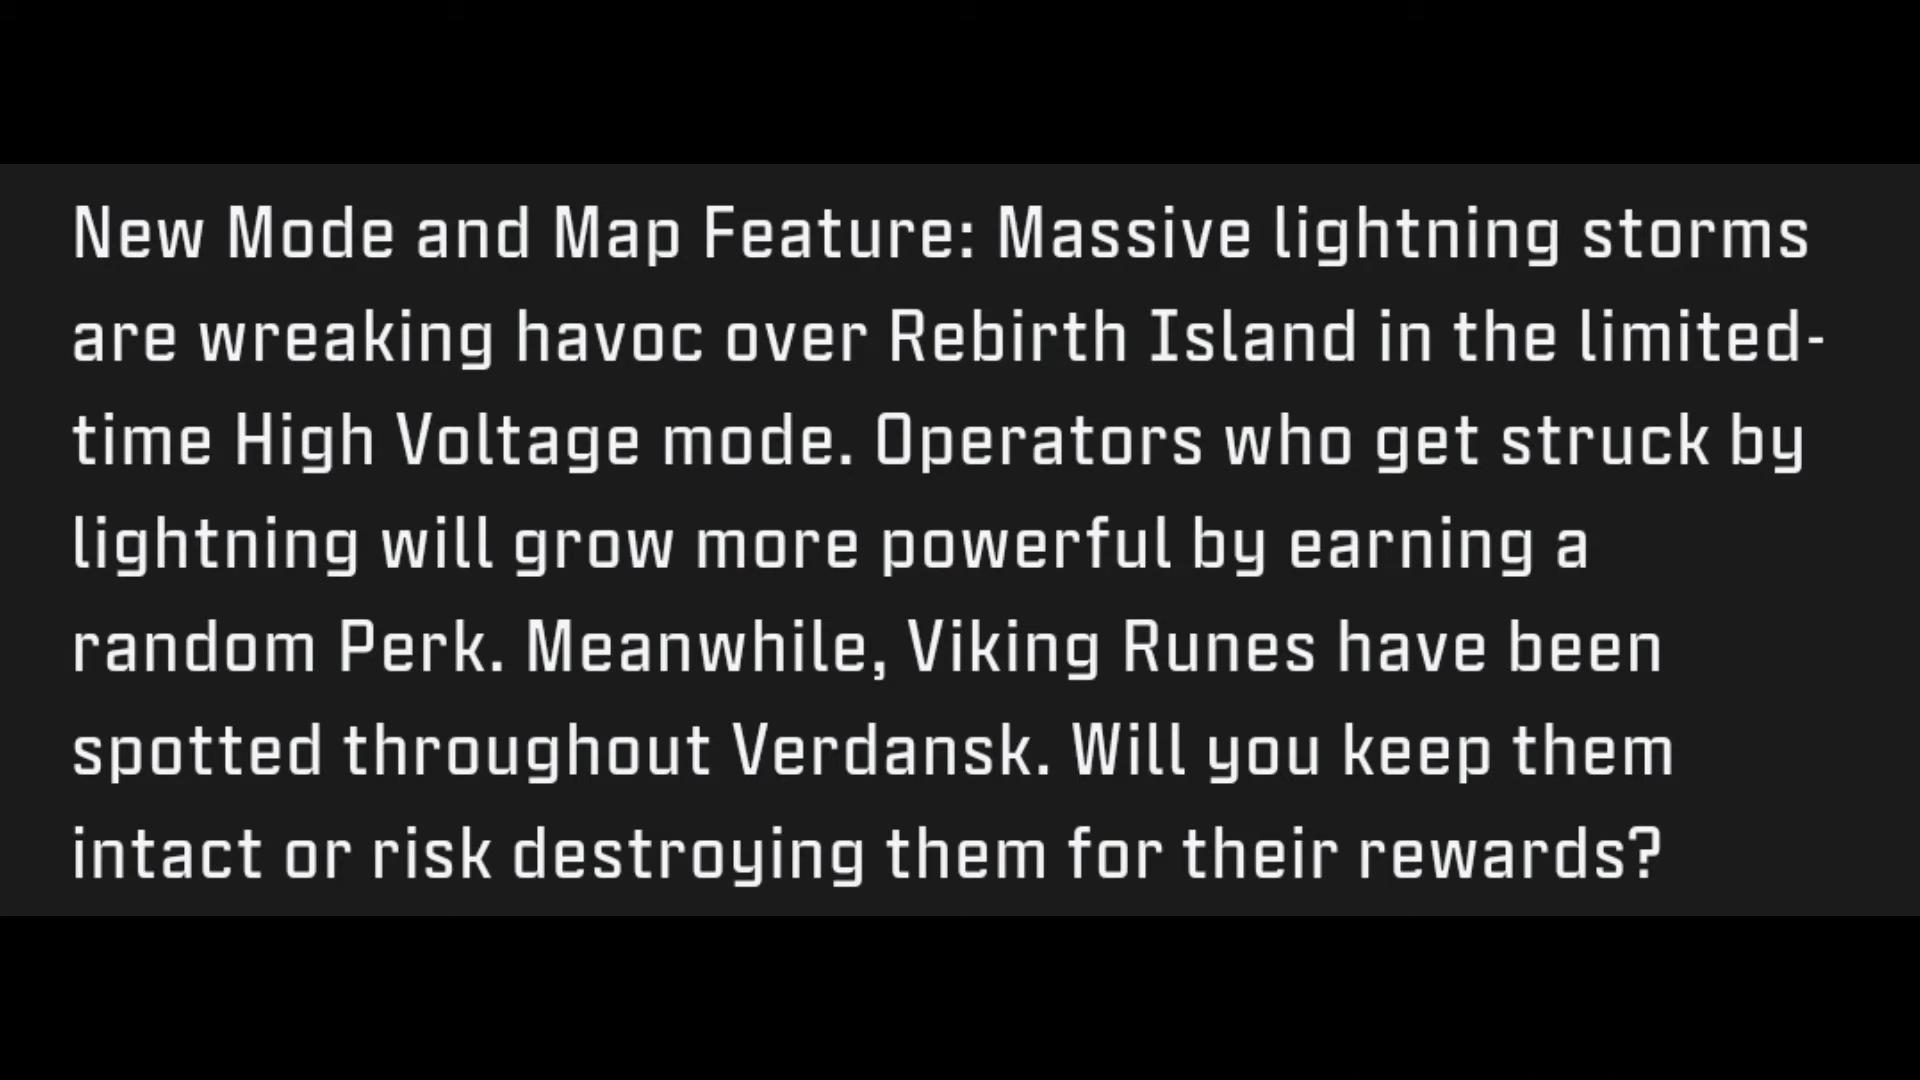 New Mode and Map Feature: Massive lightning storms
are wreaking havoc over Rebirth Island in the limited-
time High Voltage mode. Operators who get struck by
lightning will grow more powerful by earning a
random Perk. Meanwhile, Viking Runes have been
spotted throughout Verdansk. Will you keep them
intact or risk destroying them for their rewards?